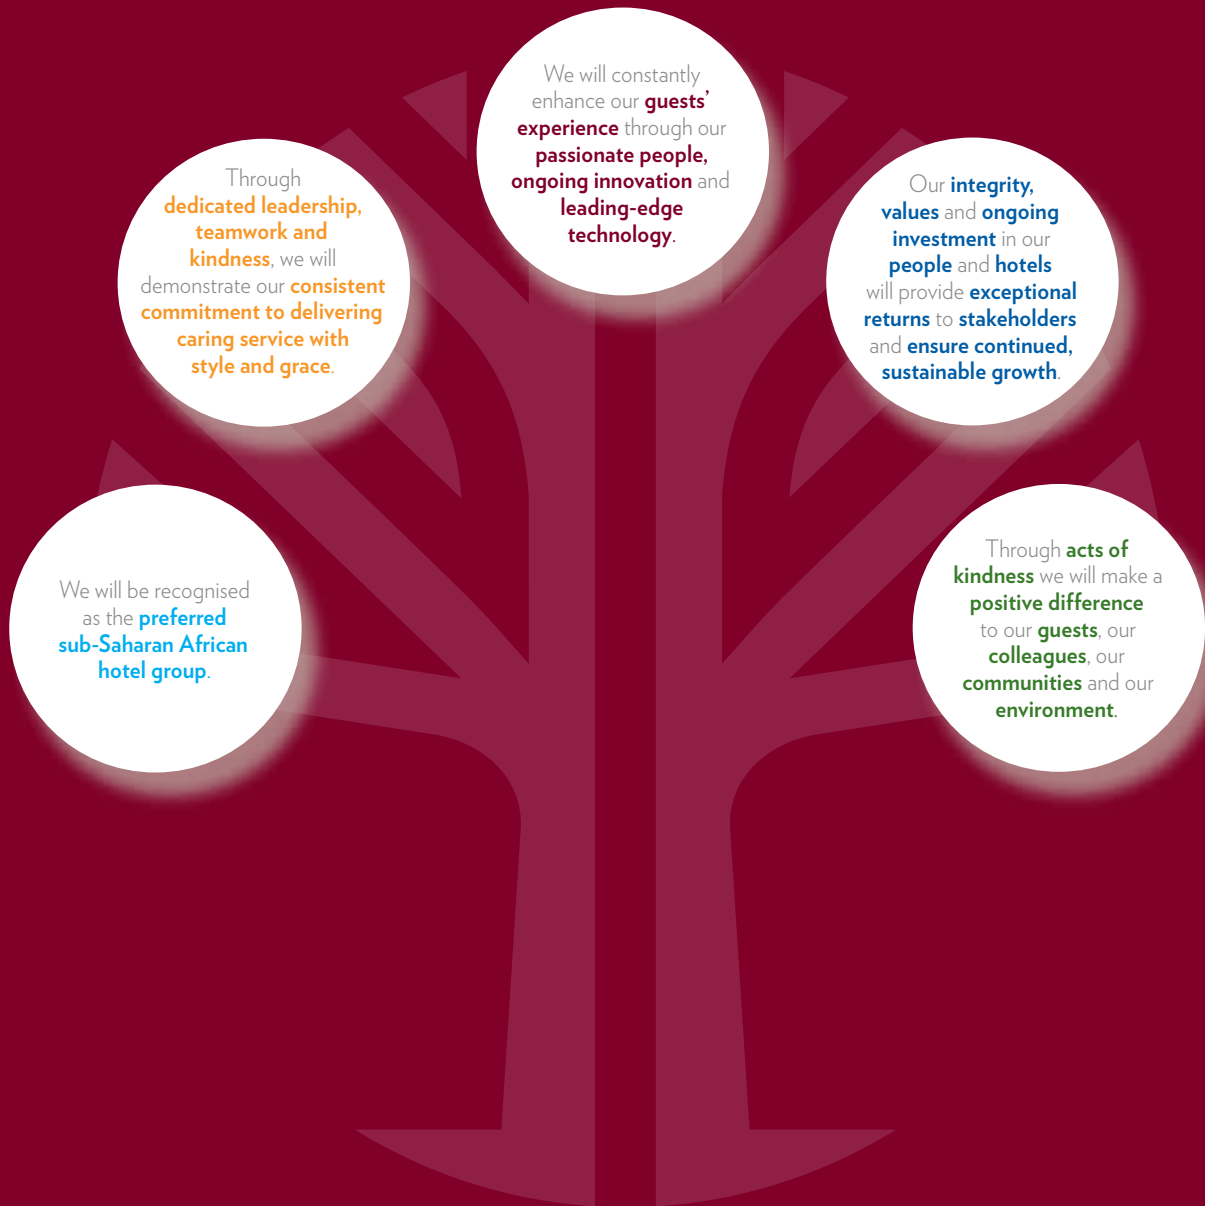 We will be recognised
as the preferred
sub-Saharan African
hotel group.
Through
dedicated leadership,
teamwork and
kindness, we will
demonstrate our consistent
commitment to delivering
caring service with
style and grace.
We will constantly
enhance our guests’
experience through our
passionate people,
ongoing innovation and
leading-edge
technology.
Our integrity,
values and ongoing
investment in our
people and hotels
will provide exceptional
returns to stakeholders
and ensure continued,
sustainable growth.
Through acts of
kindness we will make a
positive difference
to our guests, our
colleagues, our
communities and our
environment.